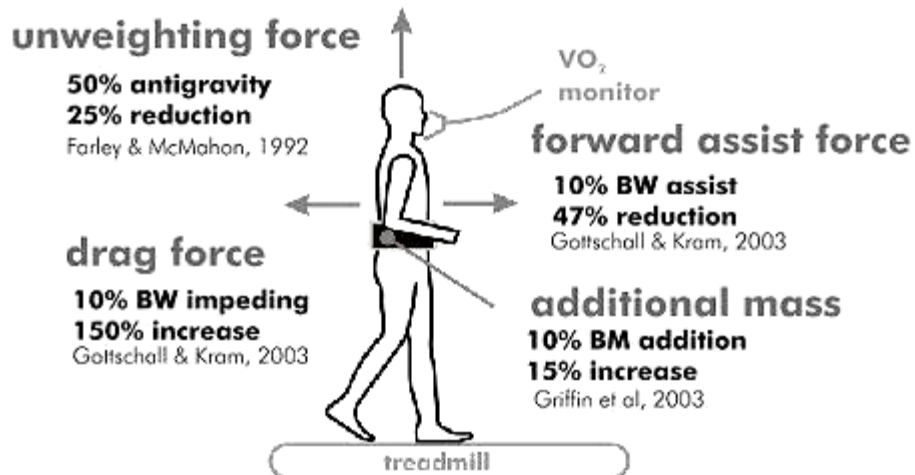 unweighting force
50% antigravity
25% reduction
Farley & McMahon, 1992
VO₂
monitor
forward assist force
10% BW assist
47% reduction
Gottschall & Kram, 2003
drag force
10% BW impeding
150% increase
Gottschall & Kram, 2003
additional mass
10% BM addition
15% increase
Griffin et al, 2003
treadmill